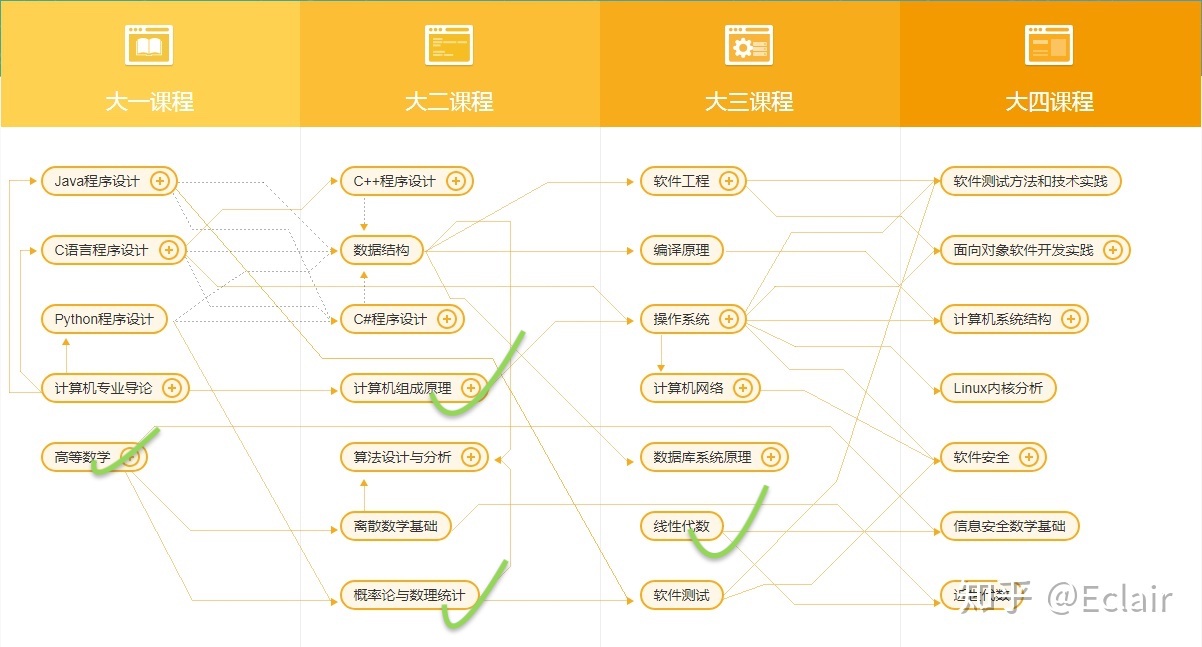 大一课程
大二课程
大三课程
大四课程
Java程序设计
C++程序设计
软件工程
软件测试方法和技术实践
C语言程序设计
数据结构
编译原理
面向对象软件开发实践
Python程序设计
C#程序设计
操作系统
计算机系统结构
计算机专业导论
计算机组成原理
计算机网络
Linux内核分析
高等数学
算法设计与分析
数据库系统原理
软件安全
离散数学基础
线性代数
信息安全数学基础
概率论与数理统计
软件测试
知乎 @Eclair